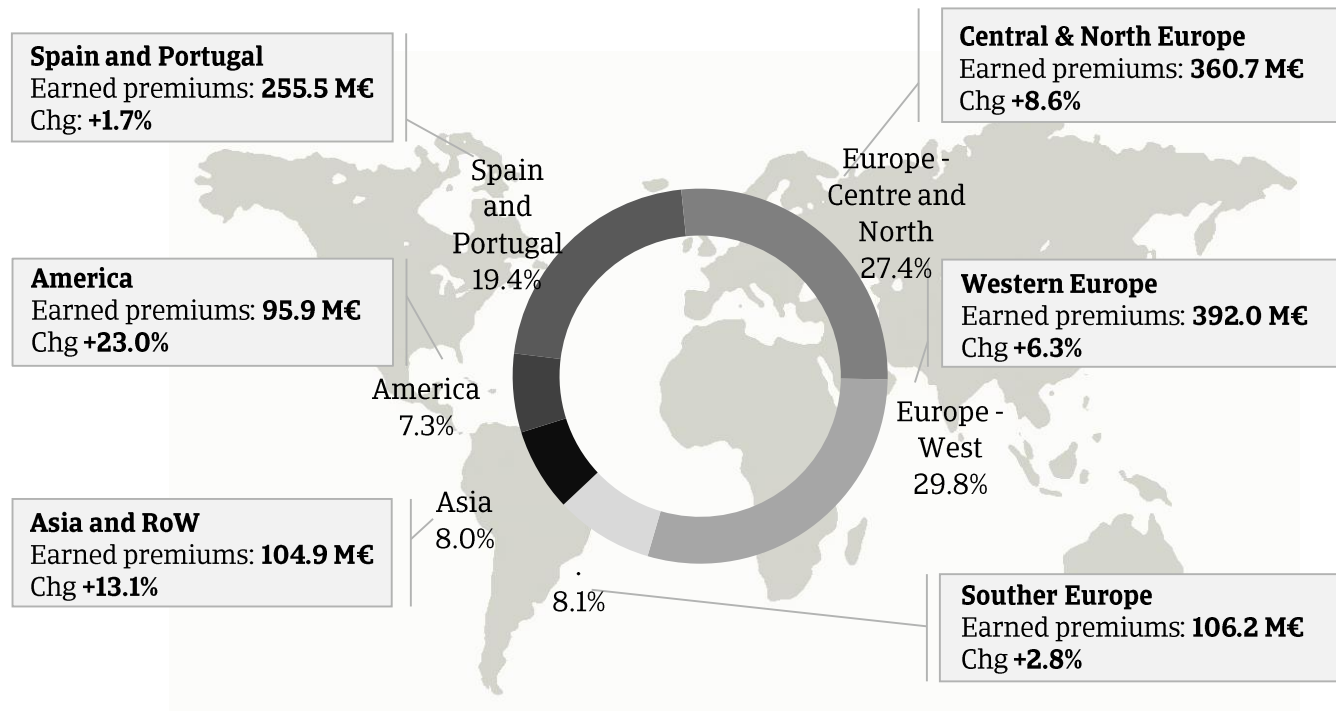 Spain and Portugal
Earned premiums: 255.5 M€
Chg: +1.7%
Central & North Europe
Earned premiums: 360.7 M€
Chg +8.6%
Spain
and
Portugal
19.4%
Europe -
Centre and
North
27.4%
America
Earned premiums: 95.9 M€
Chg +23.0%
Western Europe
Earned premiums: 392.0 M€
Chg +6.3%
America
7.3%
Europe -
West
29.8%
Asia and RoW
Earned premiums: 104.9 M€
Chg +13.1%
Asia
8.0%
.
8.1%
Souther Europe
Earned premiums: 106.2 M€
Chg +2.8%